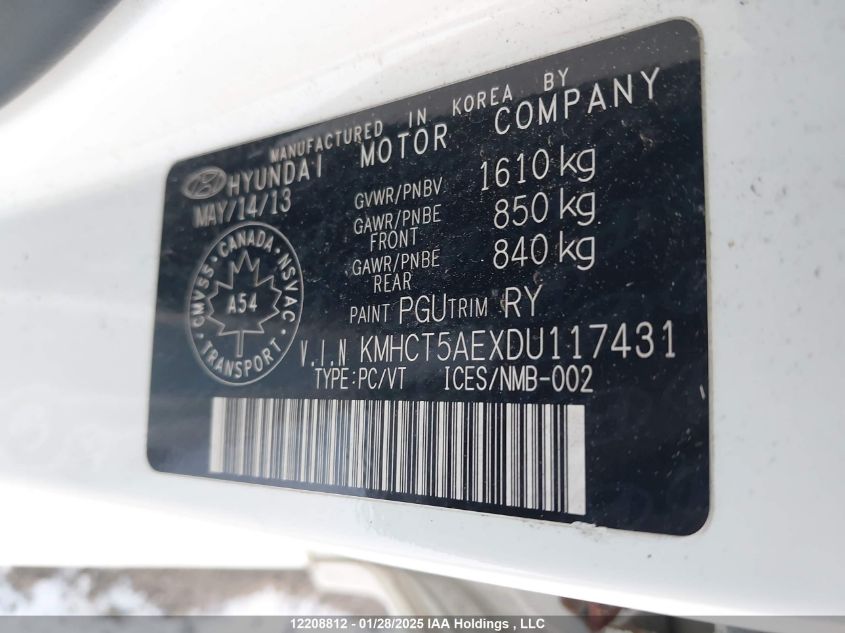 MANUFACTURED IN KOREA BY
HYUNDAI MOTOR COMPANY
MAY/14/13
GVWR/PNBV 1610 kg
GAWR/PNBE FRONT 850 kg
GAWR/PNBE REAR 840 kg
CANADA
CMVSS · NSVAC
A54
TRANSPORT
PAINT PGU TRIM RY
V.I.N KMHCT5AEXDU117431
TYPE:PC/VT ICES/NMB-002
12208812 - 01/28/2025 IAA Holdings , LLC